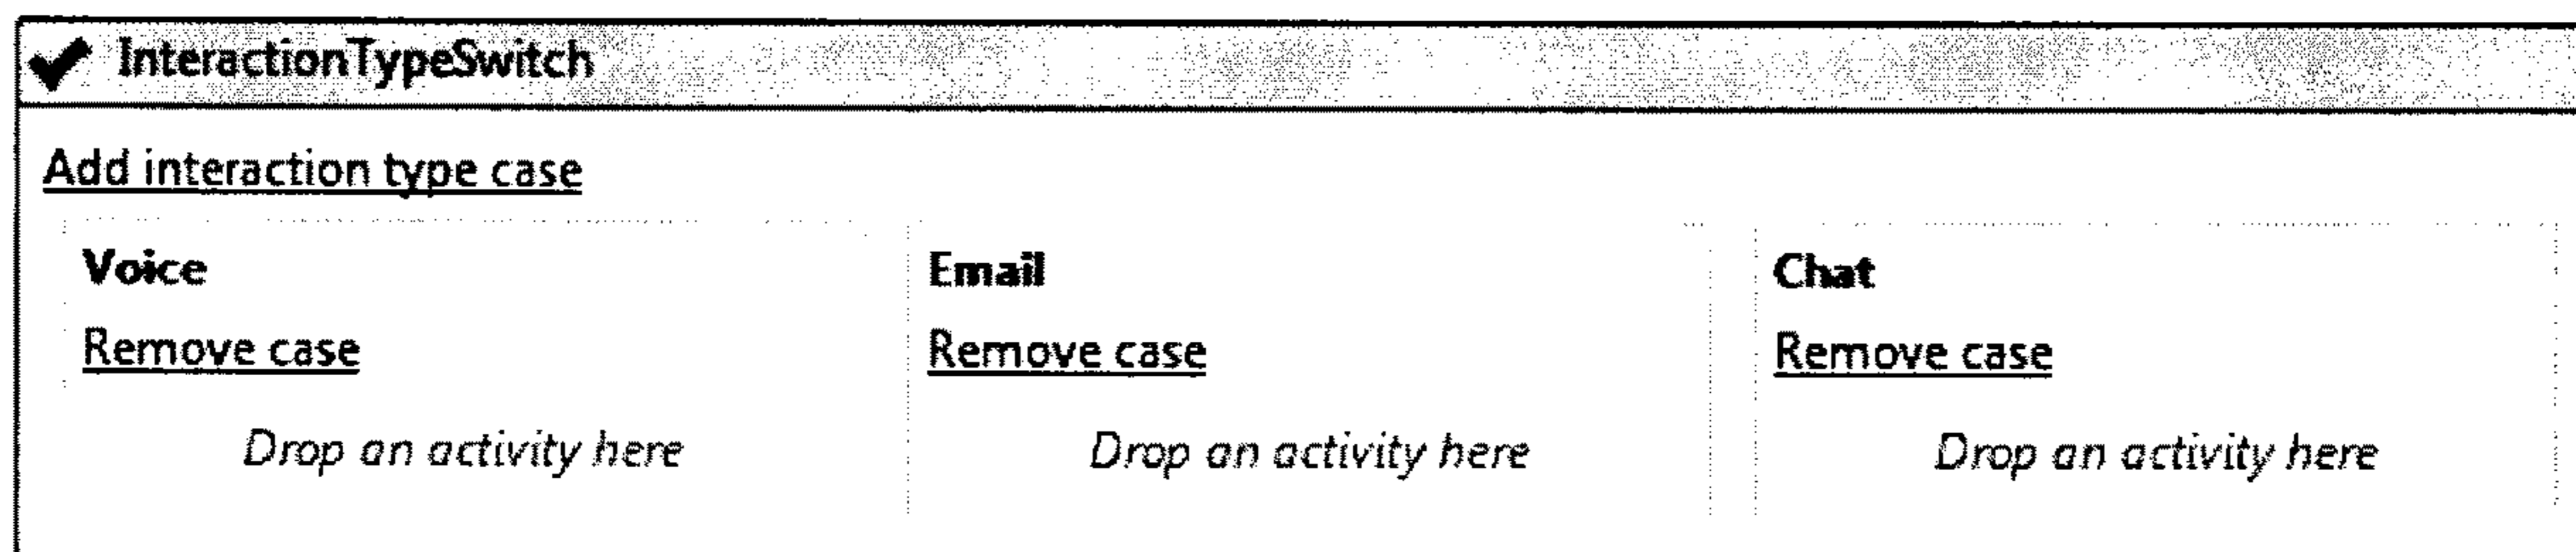 InteractionTypeSwitch
Add interaction type case
Voice
Remove case
Drop an activity here
Email
Remove case
Drop an activity here
Chat
Remove case
Drop an activity here